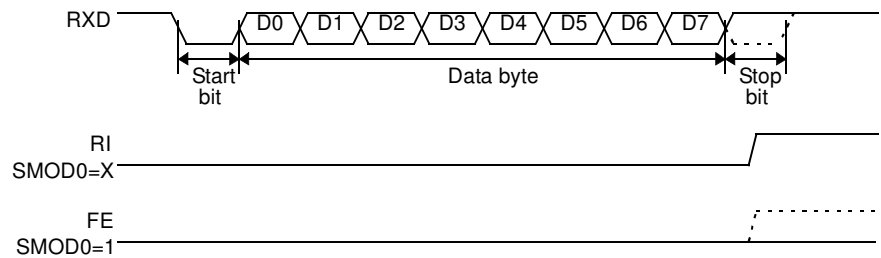 RXD D0 D1 D2 D3 D4 D5 D6 D7
Start bit
Data byte
Stop bit
RI
SMOD0=X
FE
SMOD0=1